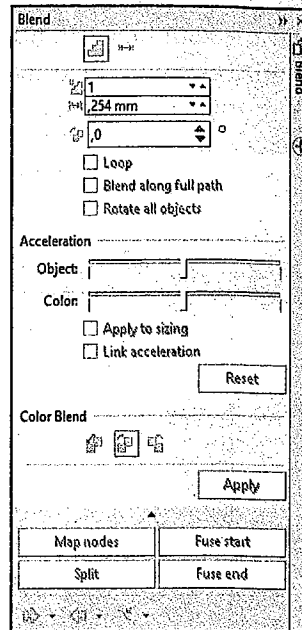 Blend
1
,254 mm
,0 °
Loop
Blend along full path
Rotate all objects
Acceleration
Object:
Color:
Apply to sizing
Link acceleration
Reset
Color Blend
Apply
Map nodes Fuse start
Split Fuse end
Blend